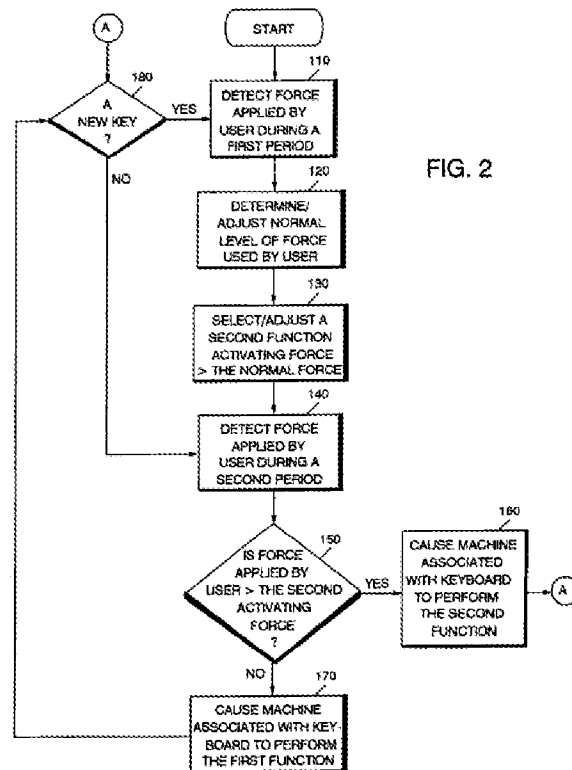 A
START
180
A
NEW KEY
?
YES
NO
110
DETECT FORCE
APPLIED BY
USER DURING A
FIRST PERIOD
FIG. 2
120
DETERMINE/
ADJUST NORMAL
LEVEL OF FORCE
USED BY USER
130
SELECT/ADJUST A
SECOND FUNCTION
ACTIVATING FORCE
> THE NORMAL FORCE
140
DETECT FORCE
APPLIED BY
USER DURING A
SECOND PERIOD
150
IS FORCE
APPLIED BY
USER > THE SECOND
ACTIVATING
FORCE
?
YES
NO
160
CAUSE MACHINE
ASSOCIATED
WITH KEYBOARD
TO PERFORM
THE SECOND
FUNCTION
A
170
CAUSE MACHINE
ASSOCIATED WITH KEY-
BOARD TO PERFORM
THE FIRST FUNCTION